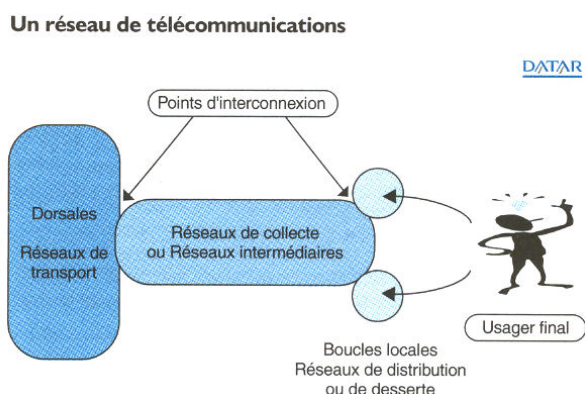 Un réseau de télécommunications
DATAR
Points d'interconnexion
Dorsales
Réseaux de
transport
Réseaux de collecte
ou Réseaux intermédiaires
Usager final
Boucles locales
Réseaux de distribution
ou de desserte